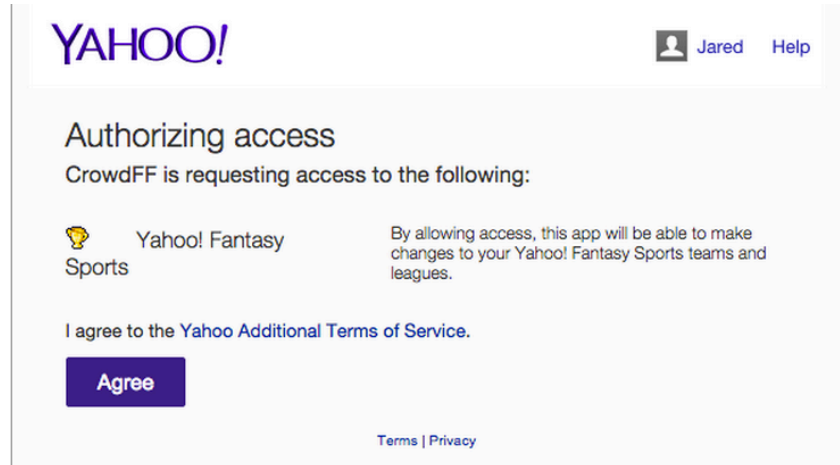 YAHOO!
Jared Help
Authorizing access
CrowdFF is requesting access to the following:
Yahoo! Fantasy
Sports
By allowing access, this app will be able to make
changes to your Yahoo! Fantasy Sports teams and
leagues.
I agree to the Yahoo Additional Terms of Service.
Agree
Terms | Privacy